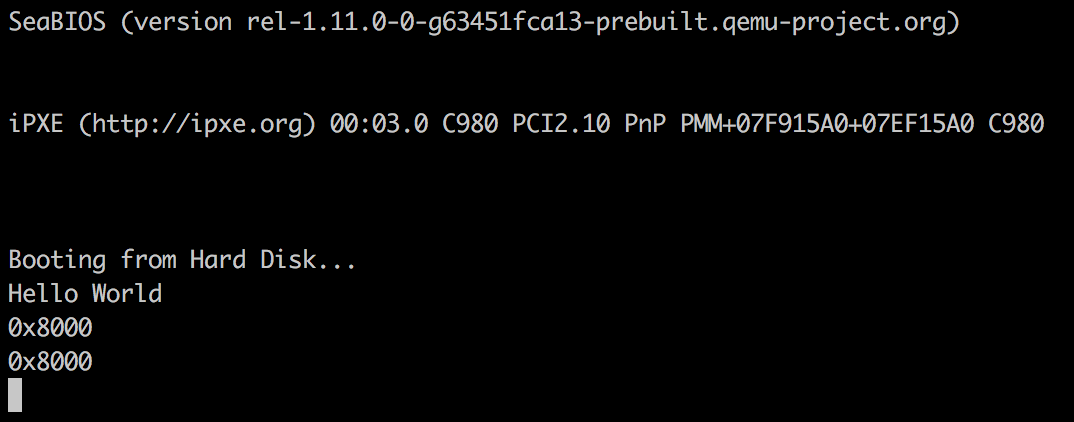 SeaBIOS (version rel-1.11.0-0-g63451fca13-prebuilt.qemu-project.org)
iPXE (http://ipxe.org) 00:03.0 C980 PCI2.10 PnP PMM+07F915A0+07EF15A0 C980
Booting from Hard Disk...
Hello World
0x8000
0x8000